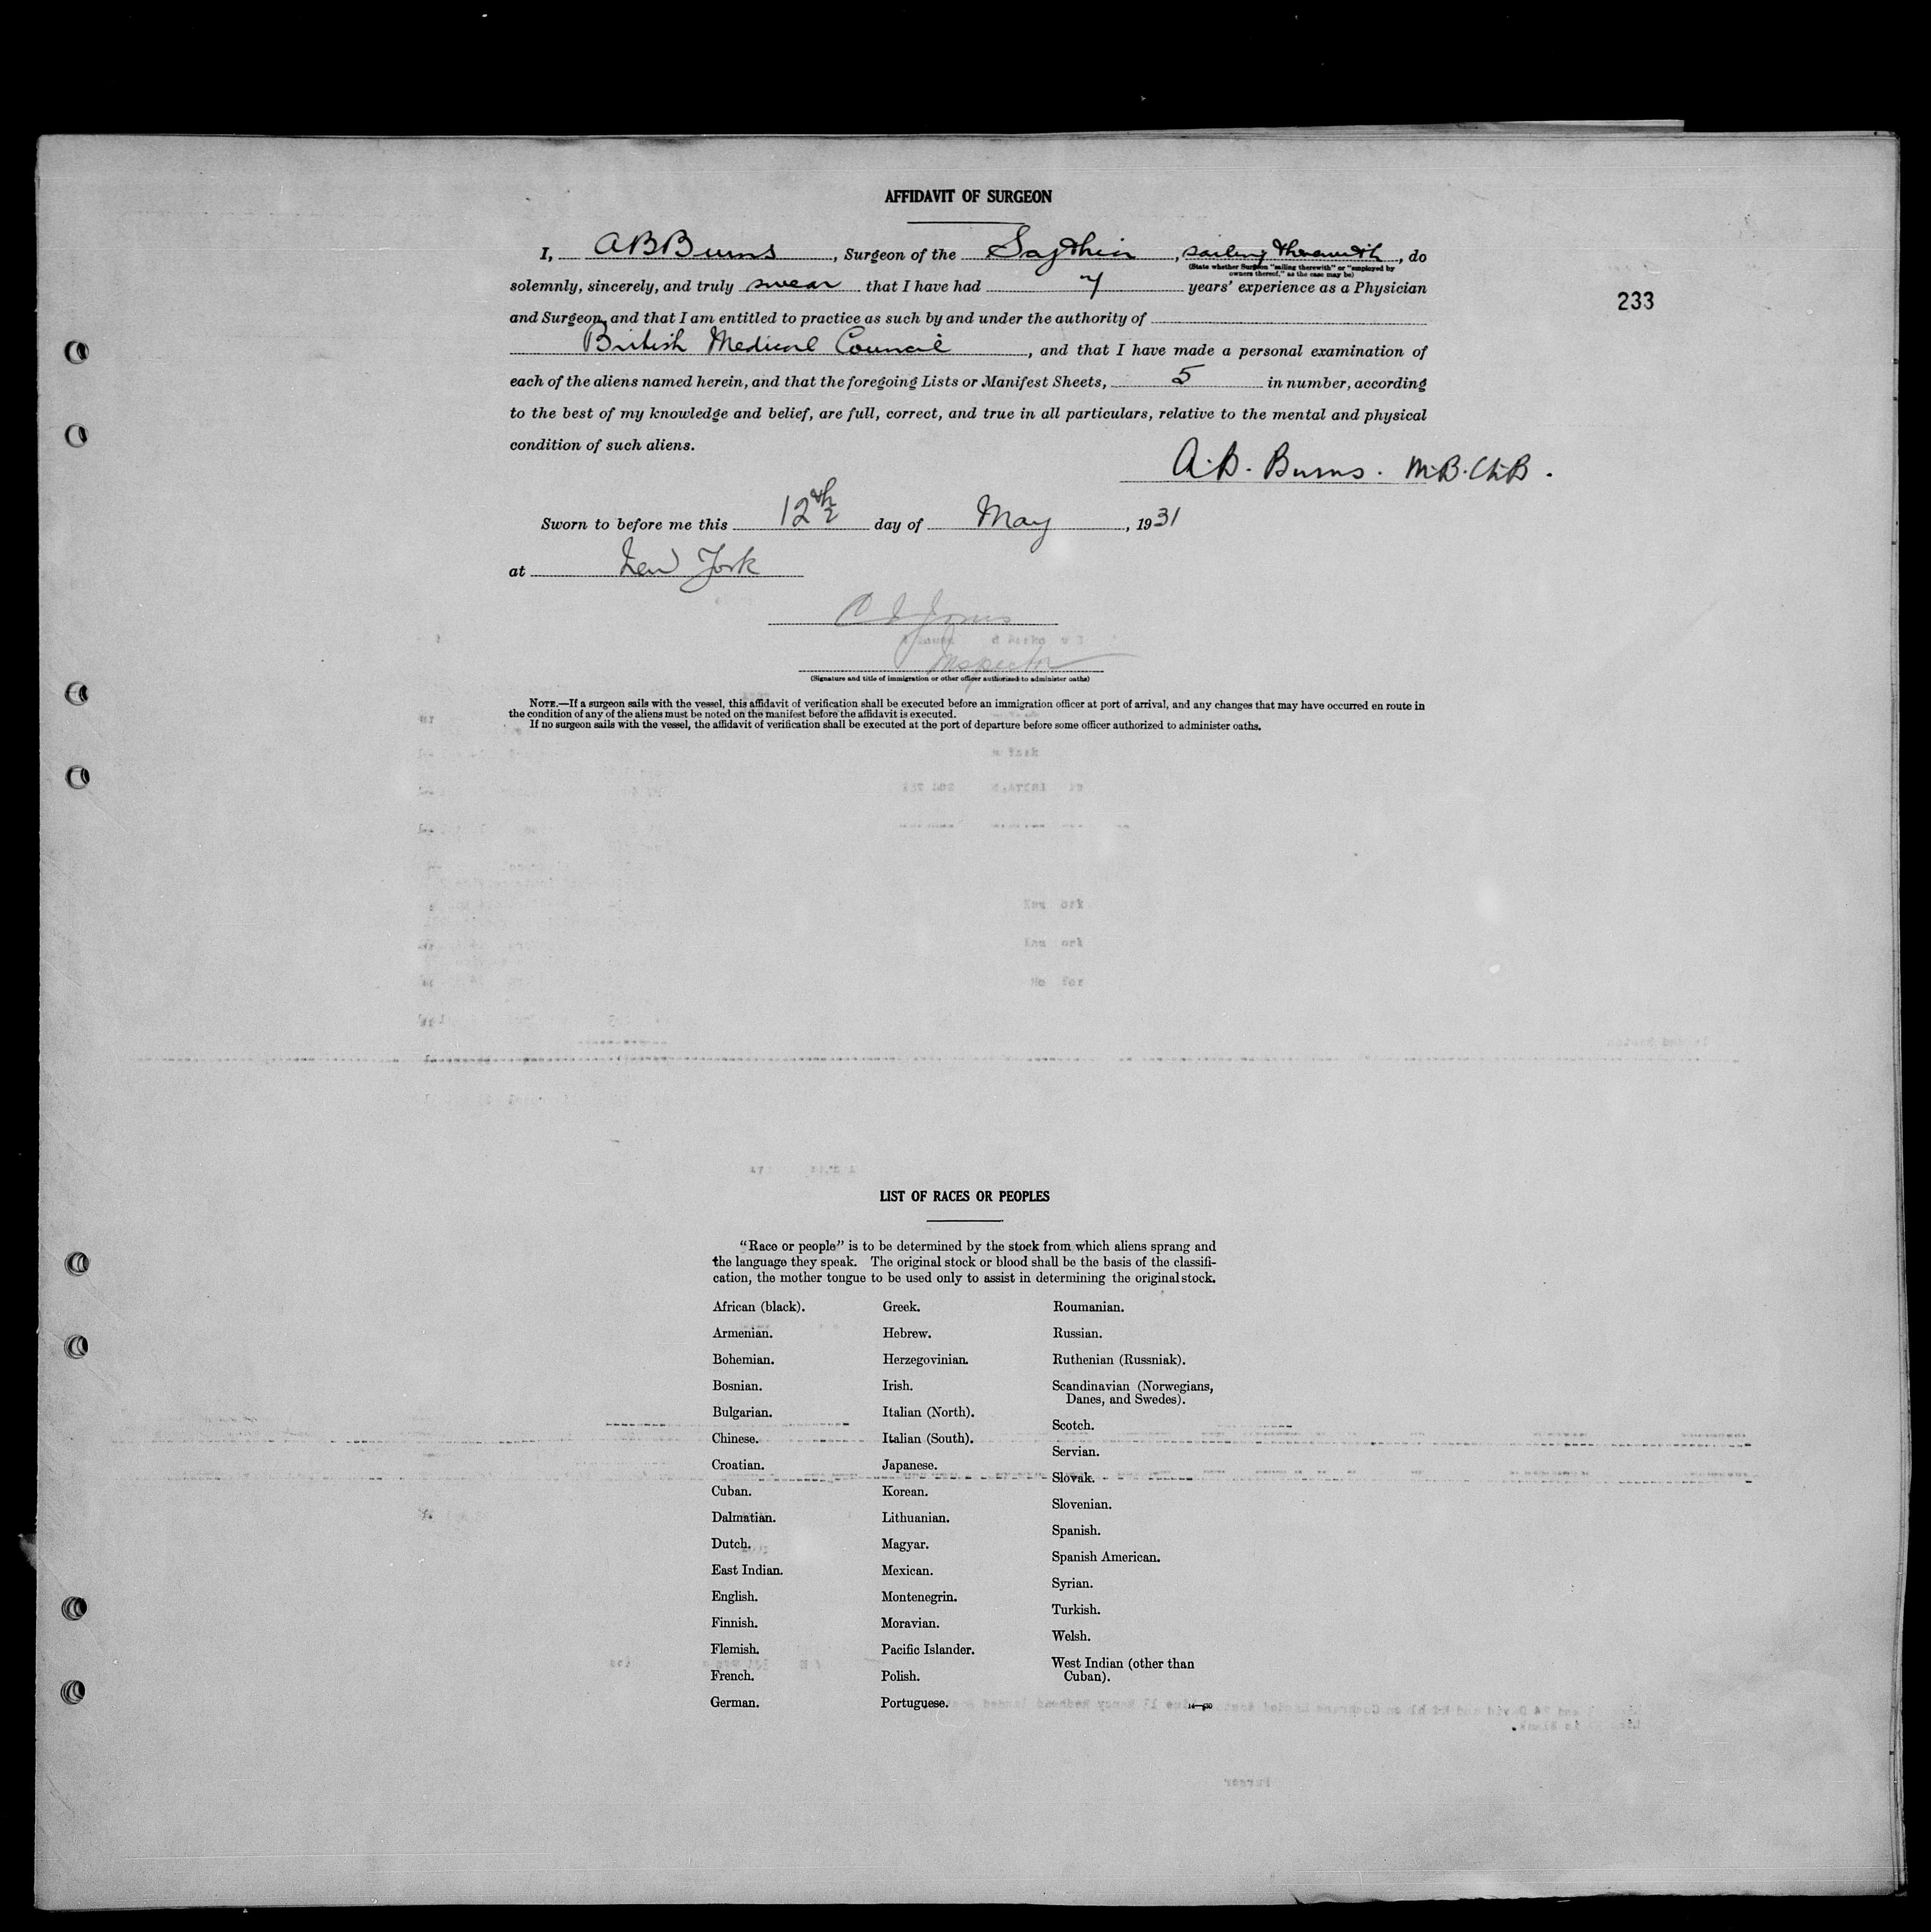 AFFIDAVIT OF SURGEON
I, A B Burns, Surgeon of the Scythia, sailing therewith, do
(State whether Surgeon "sailing therewith" or "employed by
owners thereof," as the case may be)
solemnly, sincerely, and truly swear that I have had 7 years' experience as a Physician
233
and Surgeon, and that I am entitled to practice as such by and under the authority of
British Medical Council, and that I have made a personal examination of
each of the aliens named herein, and that the foregoing Lists or Manifest Sheets, 5 in number, according
to the best of my knowledge and belief, are full, correct, and true in all particulars, relative to the mental and physical
condition of such aliens.
A. B. Burns. M.B. Ch.B.
Sworn to before me this 12th day of May, 1931
at New York
Inspector
(Signature and title of immigration or other officer authorized to administer oaths)
NOTE.—If a surgeon sails with the vessel, this affidavit of verification shall be executed before an immigration officer at port of arrival, and any changes that may have occurred en route in
the condition of any of the aliens must be noted on the manifest before the affidavit is executed.
If no surgeon sails with the vessel, the affidavit of verification shall be executed at the port of departure before some officer authorized to administer oaths.
LIST OF RACES OR PEOPLES
"Race or people" is to be determined by the stock from which aliens sprang and
the language they speak. The original stock or blood shall be the basis of the classifi-
cation, the mother tongue to be used only to assist in determining the original stock.
African (black).
Armenian.
Bohemian.
Bosnian.
Bulgarian.
Chinese.
Croatian.
Cuban.
Dalmatian.
Dutch.
East Indian.
English.
Finnish.
Flemish.
French.
German.
Greek.
Hebrew.
Herzegovinian.
Irish.
Italian (North).
Italian (South).
Japanese.
Korean.
Lithuanian.
Magyar.
Mexican.
Montenegrin.
Moravian.
Pacific Islander.
Polish.
Portuguese.
Roumanian.
Russian.
Ruthenian (Russniak).
Scandinavian (Norwegians,
Danes, and Swedes).
Scotch.
Servian.
Slovak.
Slovenian.
Spanish.
Spanish American.
Syrian.
Turkish.
Welsh.
West Indian (other than
Cuban).